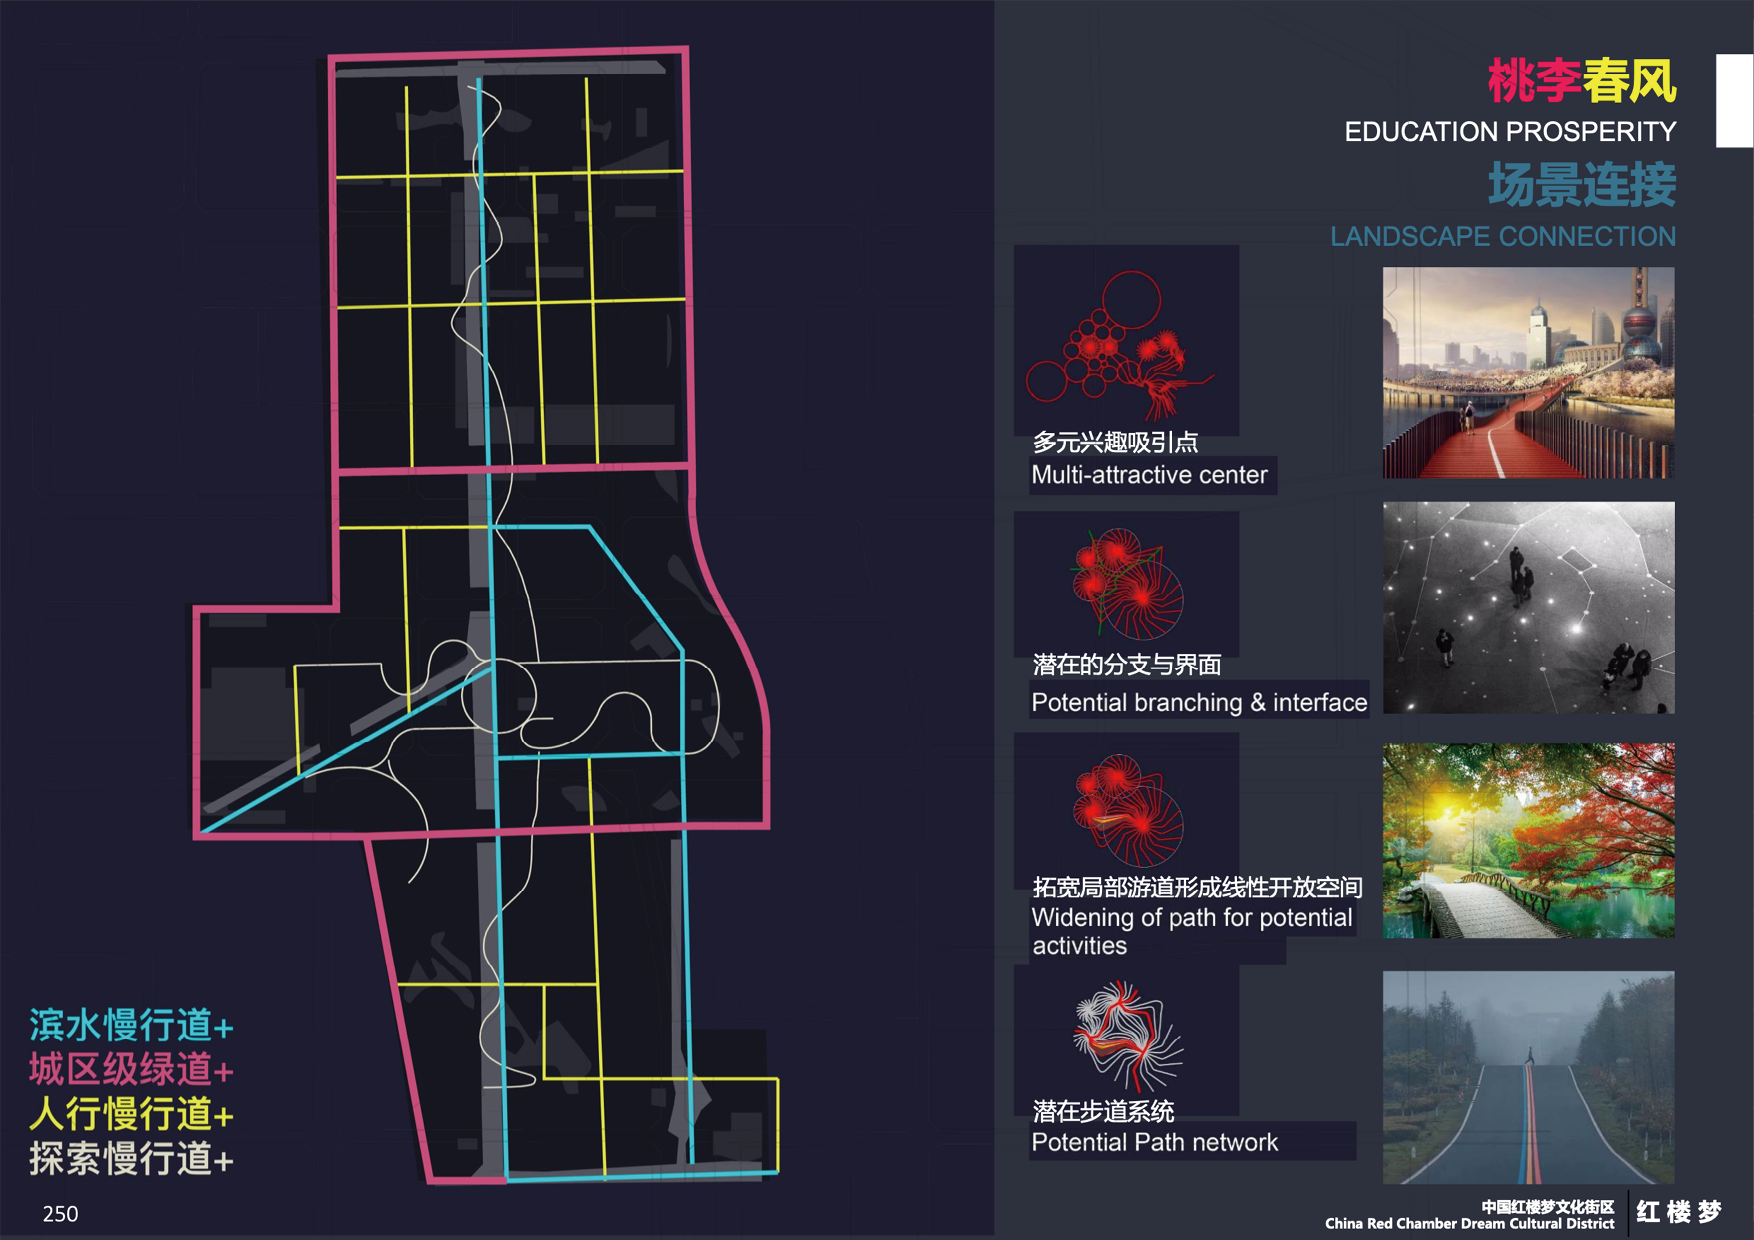 桃李春风
EDUCATION PROSPERITY
场景连接
LANDSCAPE CONNECTION
多元兴趣吸引点
Multi-attractive center
潜在的分支与界面
Potential branching & interface
拓宽局部游道形成线性开放空间
Widening of path for potential
activities
潜在步道系统
Potential Path network
滨水慢行道+
城区级绿道+
人行慢行道+
探索慢行道+
250
中国红楼梦文化街区
China Red Chamber Dream Cultural District
红楼梦